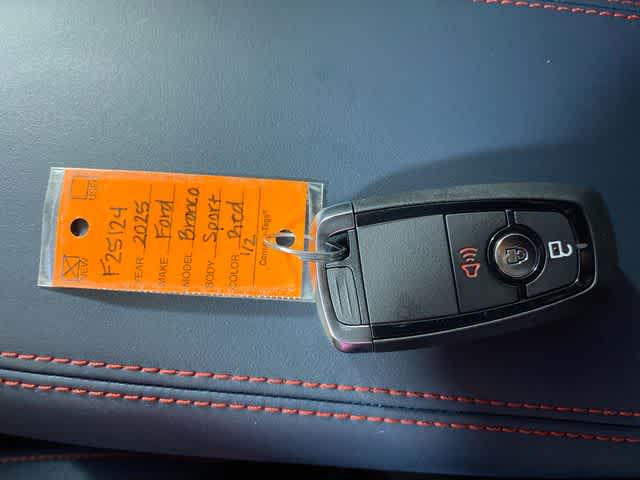 NEW USED
F25124
YEAR 2025
MAKE Ford
MODEL Bronco
BODY Sport
COLOR Red
1/2